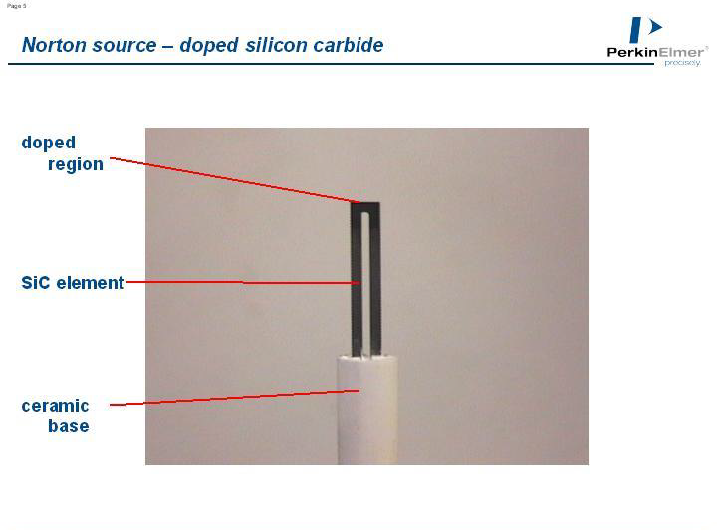 Page 5
Norton source – doped silicon carbide
PerkinElmer®
precisely.
doped
region
SiC element
ceramic
base